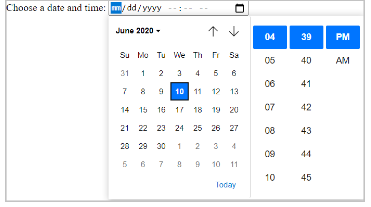 Choose a date and time: mm/dd/yyyy --:-- --
June 2020
Su Mo Tu We Th Fr Sa
31 1 2 3 4 5 6
7 8 9 10 11 12 13
14 15 16 17 18 19 20
21 22 23 24 25 26 27
28 29 30 1 2 3 4
5 6 7 8 9 10 11
Today
04 39 PM
05 40 AM
06 41
07 42
08 43
09 44
10 45